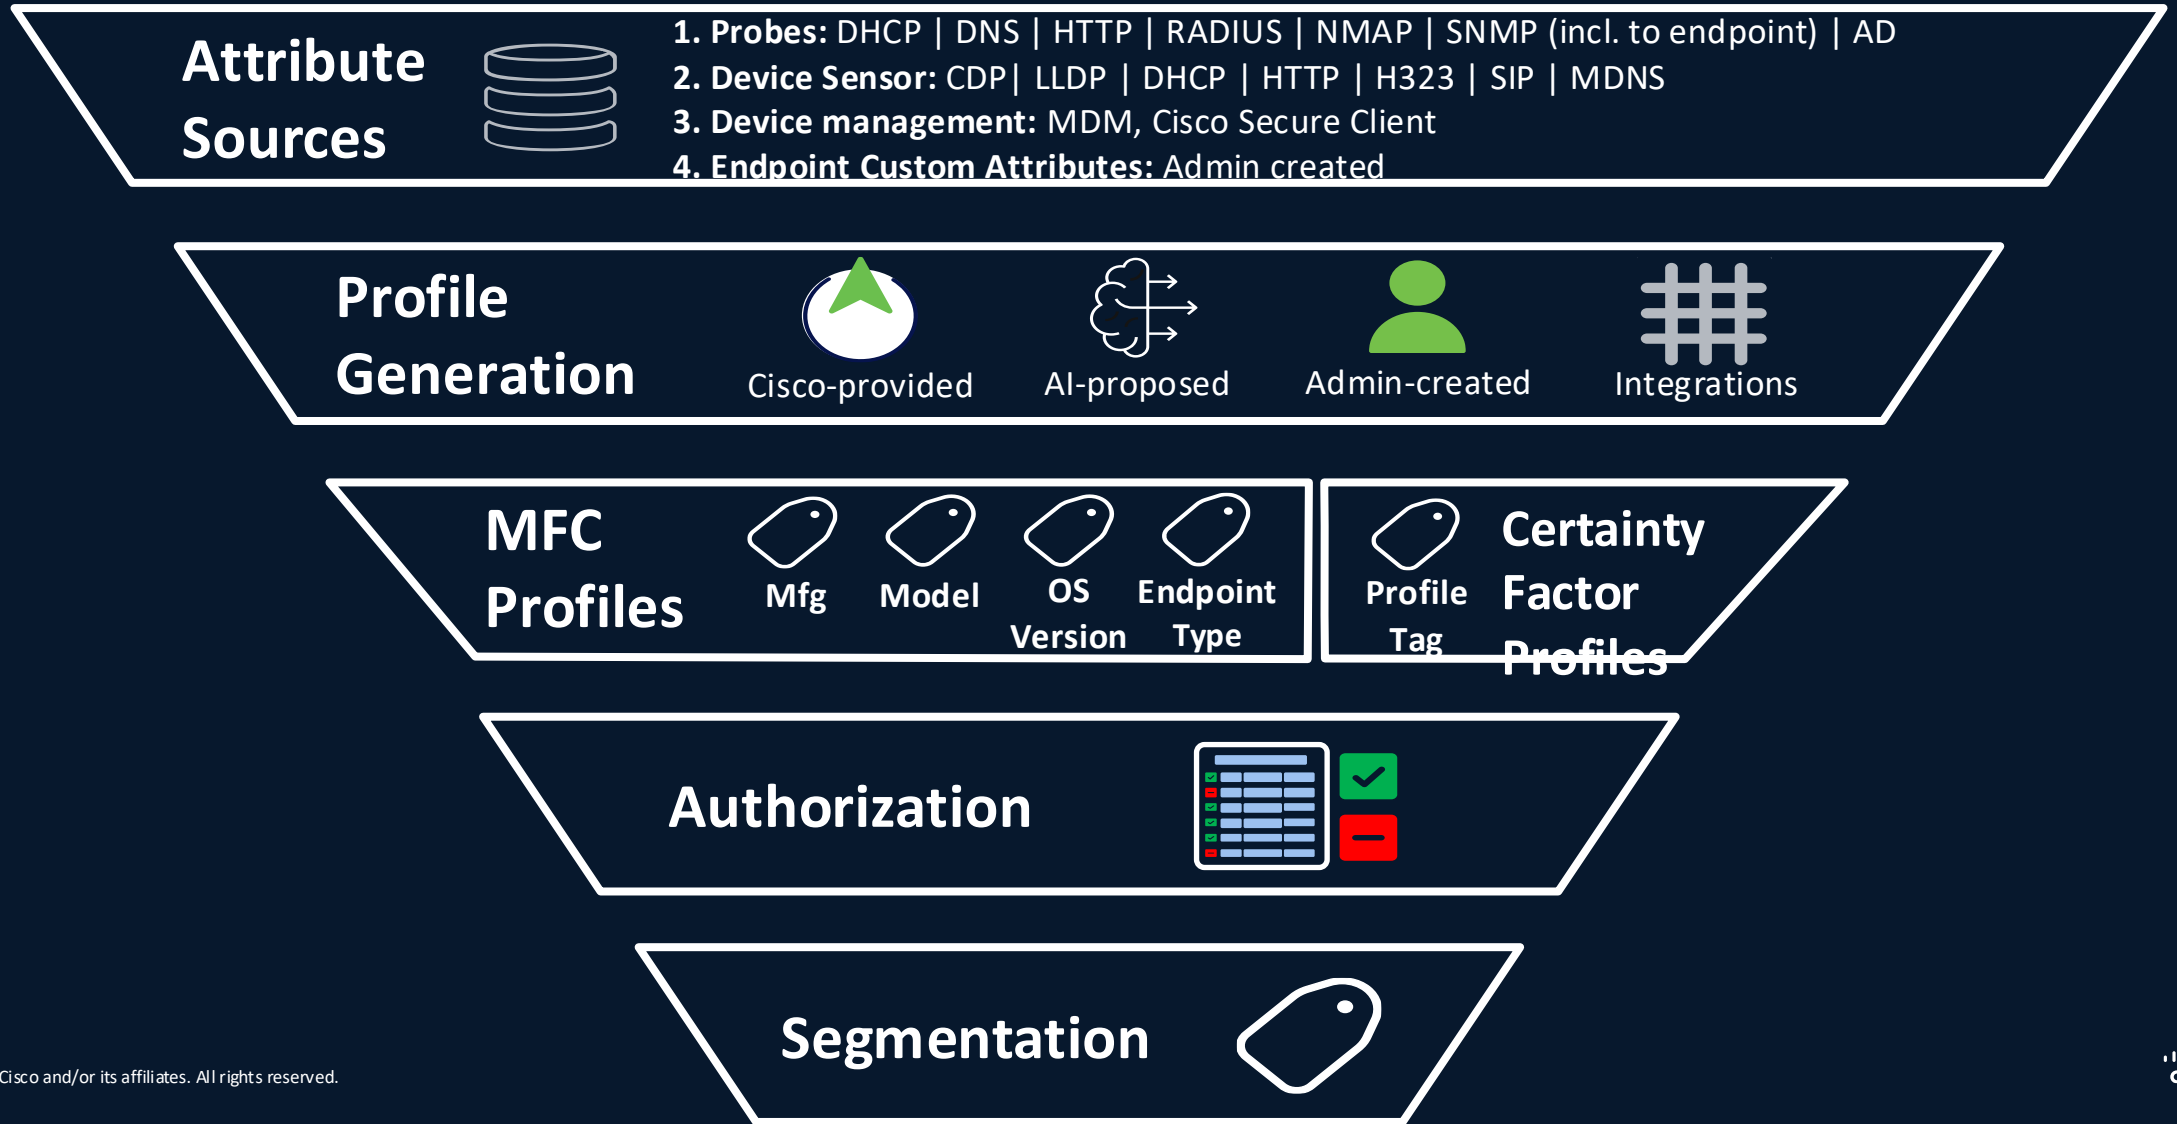 Attribute
Sources
1. Probes: DHCP | DNS | HTTP | RADIUS | NMAP | SNMP (incl. to endpoint) | AD
2. Device Sensor: CDP| LLDP | DHCP | HTTP | H323 | SIP | MDNS
3. Device management: MDM, Cisco Secure Client
4. Endpoint Custom Attributes: Admin created
Profile
Generation
Cisco-provided
AI-proposed
Admin-created
Integrations
MFC
Profiles
Mfg
Model
OS
Version
Endpoint
Type
Profile
Tag
Certainty
Factor
Profiles
Authorization
Segmentation
Cisco and/or its affiliates. All rights reserved.